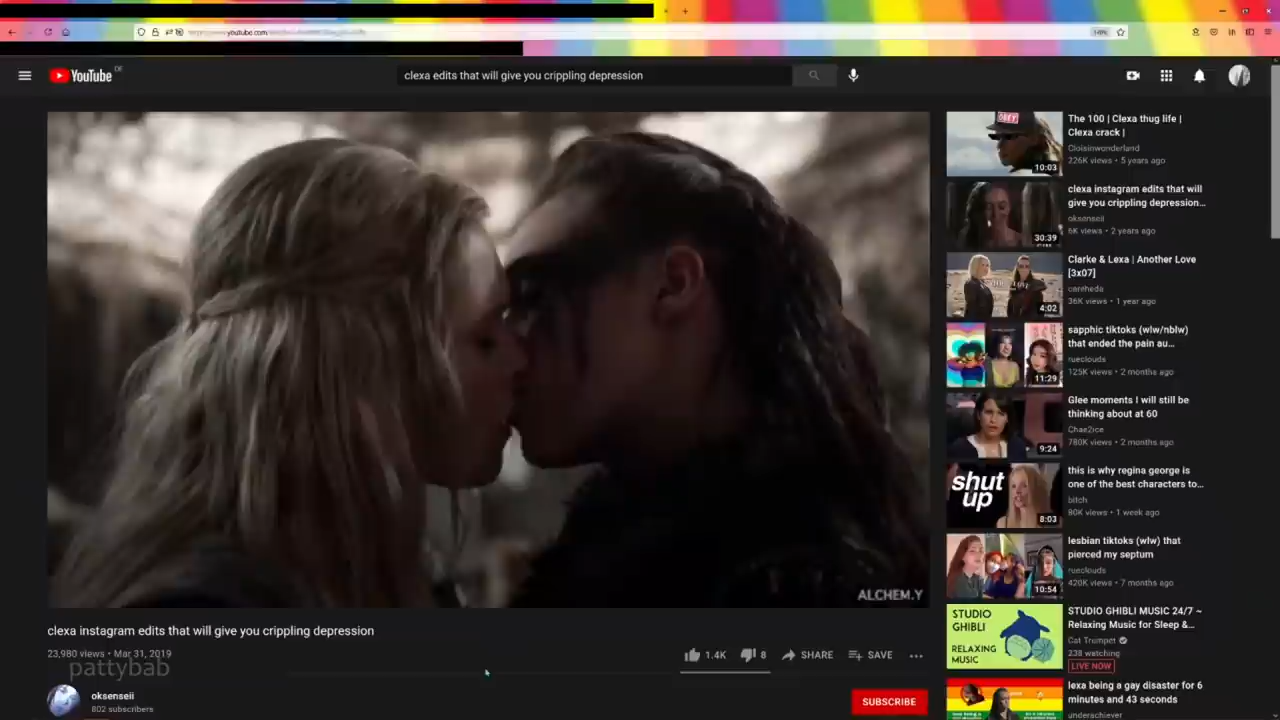 YouTube DE
clexa edits that will give you crippling depression
ALCHEM.Y
clexa instagram edits that will give you crippling depression
23,980 views • Mar 31, 2019
pattybab
1.4K
8
SHARE
SAVE
oksenseii
802 subscribers
SUBSCRIBE
OBEY
10:03
The 100 | Clexa thug life |
Clexa crack |
Cloisinwonderland
226K views • 5 years ago
30:39
clexa instagram edits that will
give you crippling depression...
oksenseii
6K views • 2 years ago
4:02
Clarke & Lexa | Another Love
[3x07]
careheda
36K views • 1 year ago
11:29
sapphic tiktoks (wlw/nblw)
that ended the pain au...
rueclouds
125K views • 2 months ago
9:24
Glee moments I will still be
thinking about at 60
Chae2ice
780K views • 2 months ago
shut
up
8:03
this is why regina george is
one of the best characters to...
bitch
80K views • 1 week ago
10:54
lesbian tiktoks (wlw) that
pierced my septum
rueclouds
420K views • 7 months ago
STUDIO
GHIBLI
RELAXING
MUSIC
STUDIO GHIBLI MUSIC 24/7 ~
Relaxing Music for Sleep &...
Cat Trumpet
238 watching
LIVE NOW
lexa being a gay disaster for 6
minutes and 43 seconds
underachiever